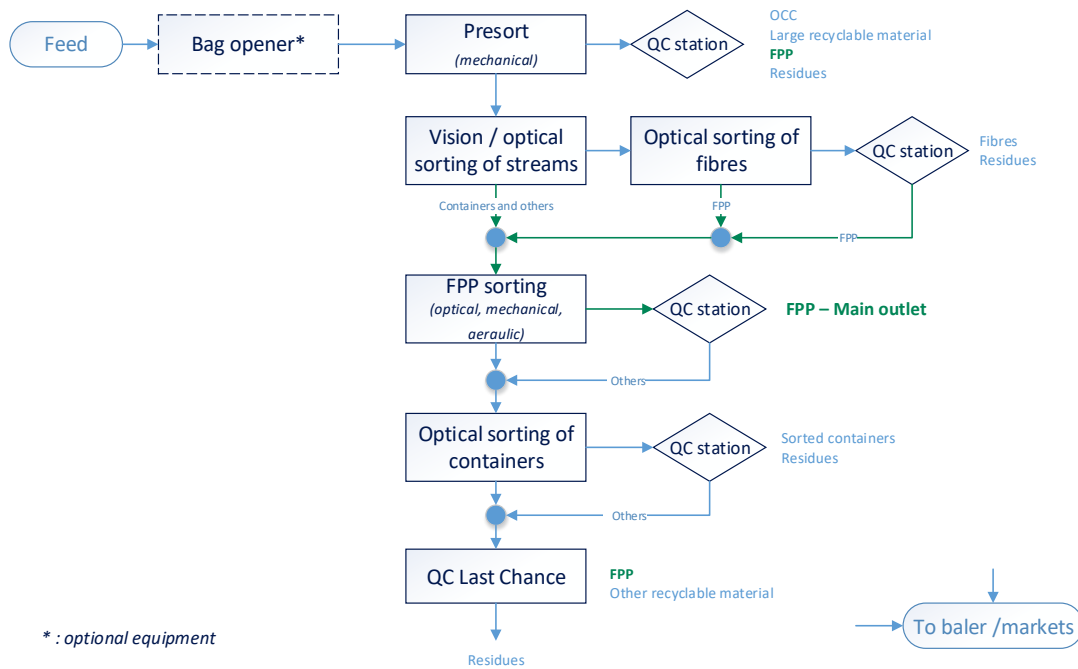 Feed
Bag opener*
Presort
(mechanical)
QC station
OCC
Large recyclable material
FPP
Residues
Vision / optical
sorting of streams
Optical sorting of
fibres
QC station
Fibres
Residues
Containers and others
FPP
FPP
FPP sorting
(optical, mechanical,
aeraulic)
QC station
FPP – Main outlet
Others
Optical sorting of
containers
QC station
Sorted containers
Residues
Others
QC Last Chance
FPP
Other recyclable material
To baler /markets
* : optional equipment
Residues